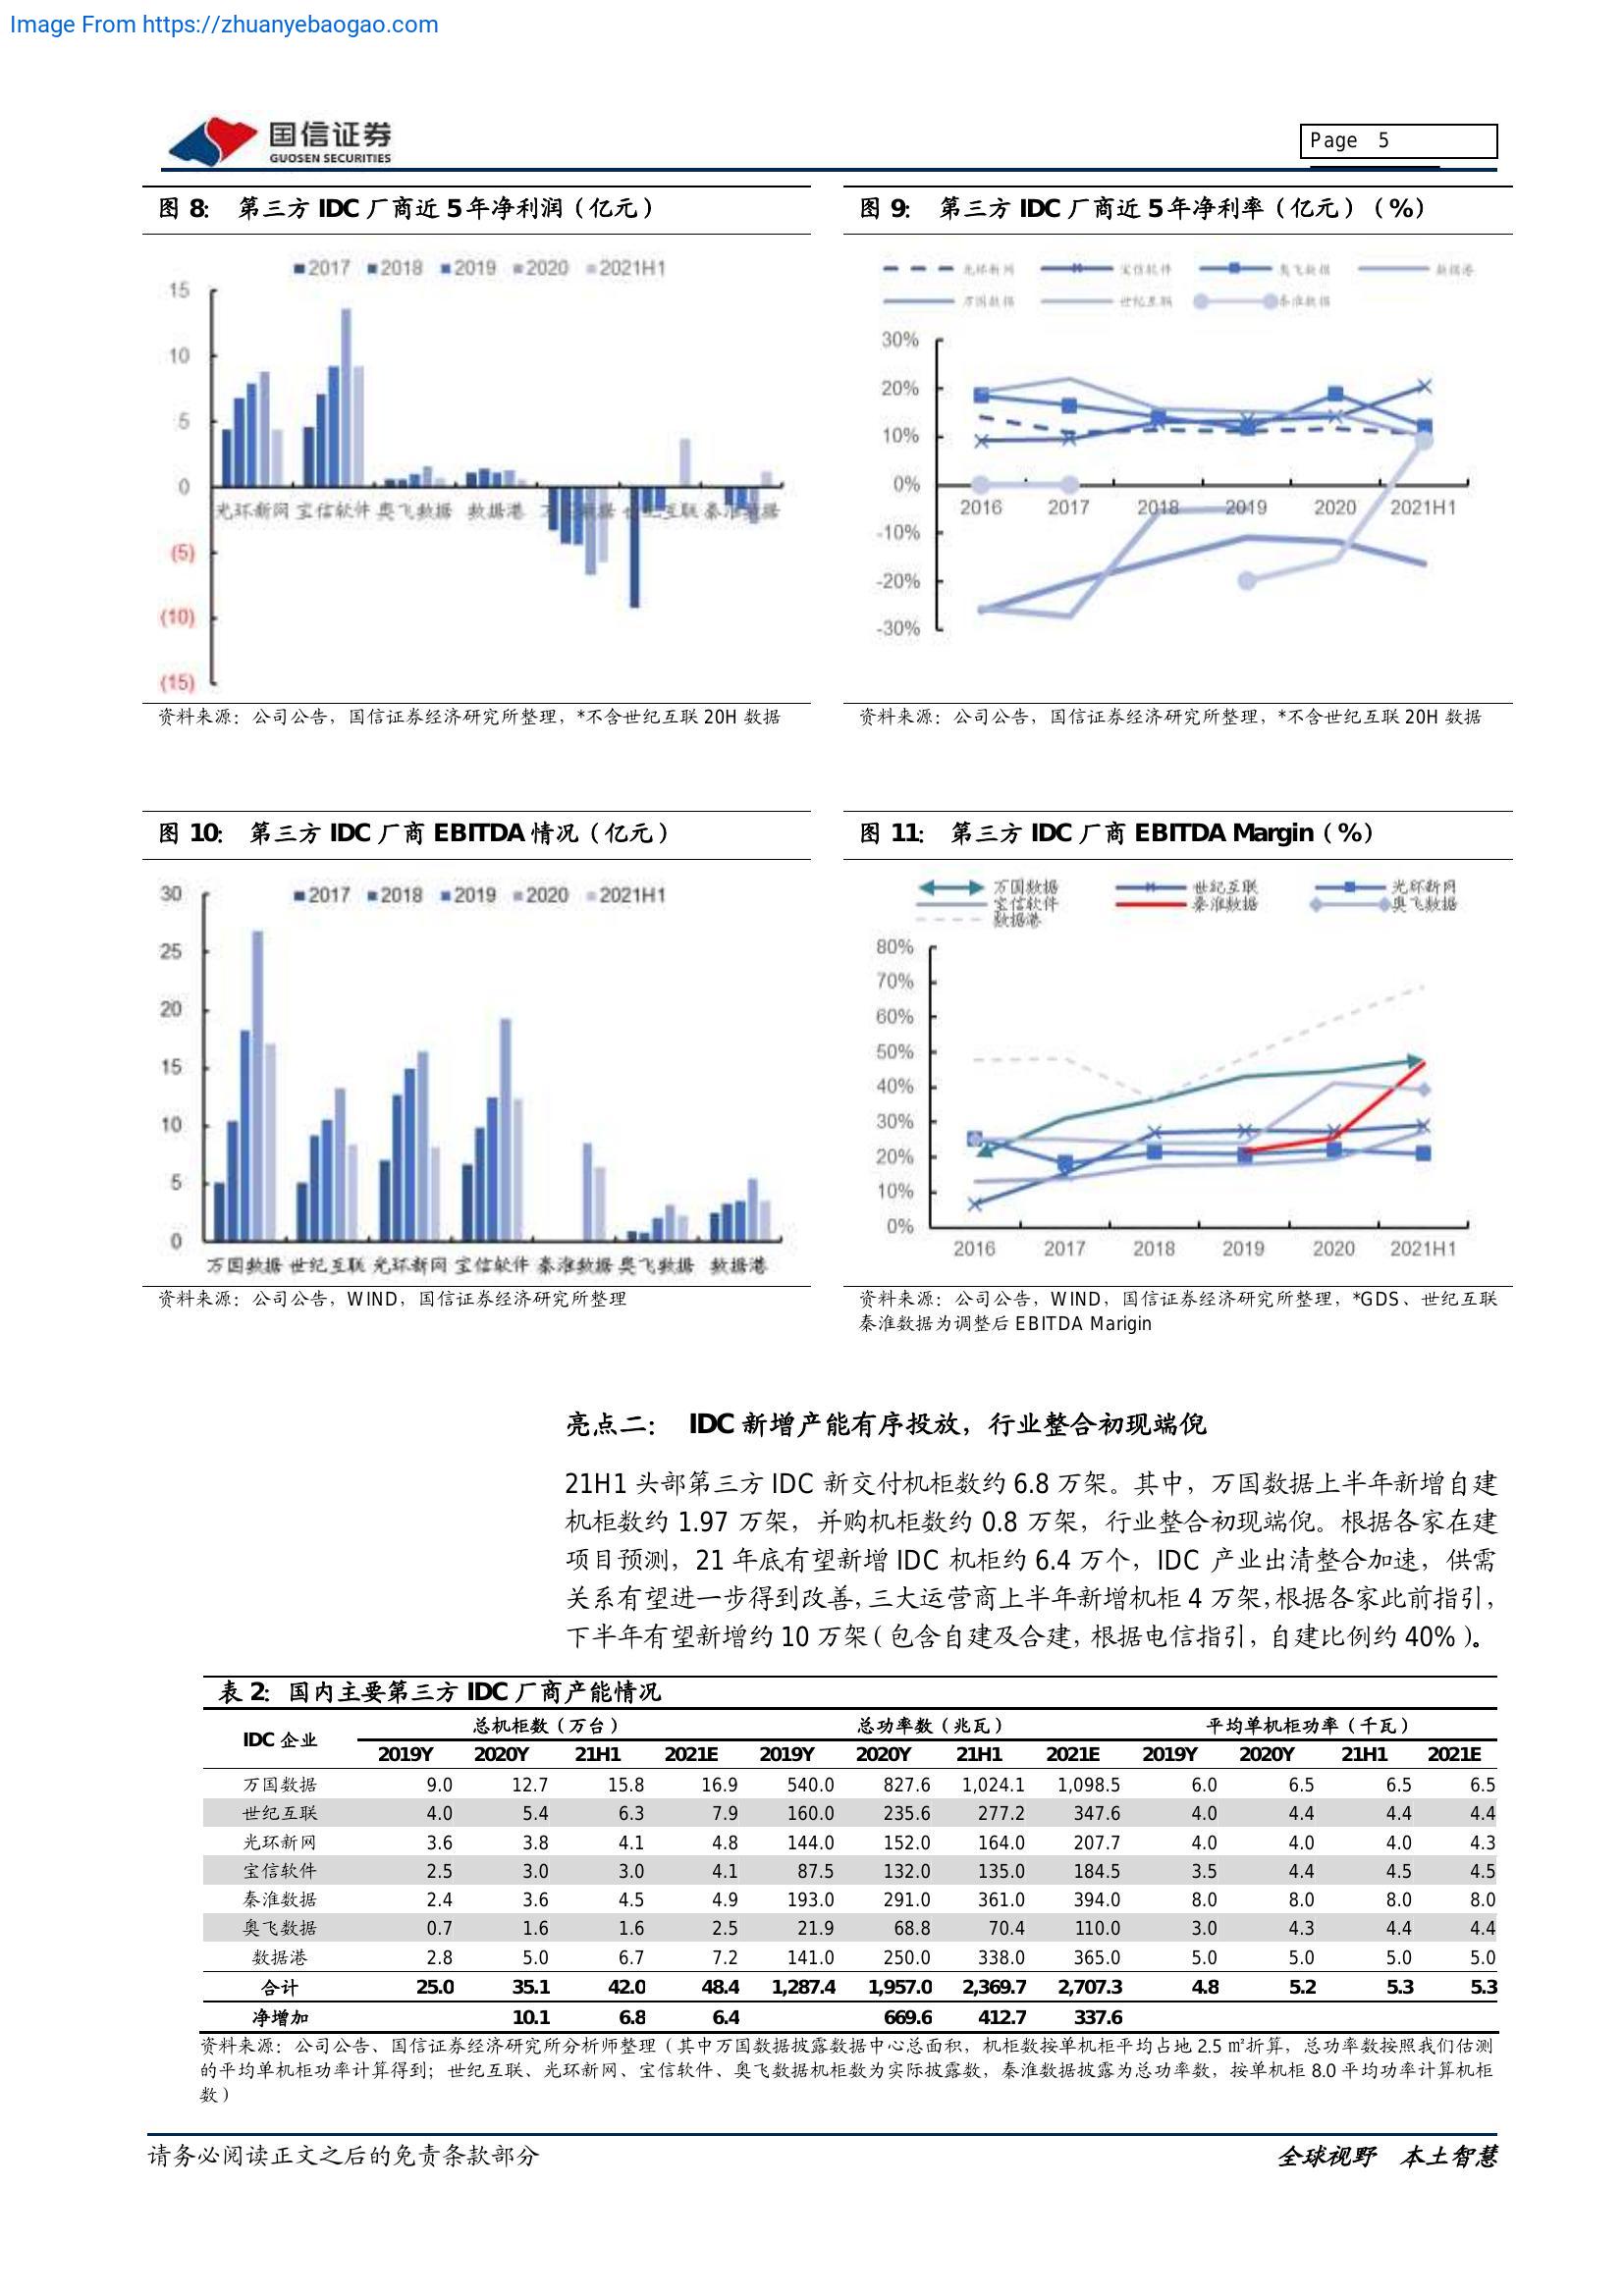 Image From https://zhuanyebaogao.com
国信证券
GUOSEN SECURITIES
Page 5
图 8: 第三方 IDC 厂商近 5 年净利润（亿元）
2017 2018 2019 2020 2021H1
15
10
5
0
(5)
(10)
(15)
光环新网 宝信软件 奥飞数据 数据港 万国数据 世纪互联 秦淮数据
资料来源：公司公告，国信证券经济研究所整理，*不含世纪互联 20H 数据
图 9: 第三方 IDC 厂商近 5 年净利率（亿元）（%）
光环新网 宝信软件 奥飞数据 数据港
万国数据 世纪互联 秦淮数据
30%
20%
10%
0%
-10%
-20%
-30%
2016 2017 2018 2019 2020 2021H1
资料来源：公司公告，国信证券经济研究所整理，*不含世纪互联 20H 数据
图 10: 第三方 IDC 厂商 EBITDA 情况（亿元）
2017 2018 2019 2020 2021H1
30
25
20
15
10
5
0
万国数据 世纪互联 光环新网 宝信软件 秦淮数据 奥飞数据 数据港
资料来源：公司公告，WIND，国信证券经济研究所整理
图 11: 第三方 IDC 厂商 EBITDA Margin（%）
万国数据 世纪互联 光环新网
宝信软件 秦淮数据 奥飞数据
数据港
80%
70%
60%
50%
40%
30%
20%
10%
0%
2016 2017 2018 2019 2020 2021H1
资料来源：公司公告，WIND，国信证券经济研究所整理，*GDS、世纪互联
秦淮数据为调整后 EBITDA Marigin
亮点二： IDC 新增产能有序投放，行业整合初现端倪
21H1 头部第三方 IDC 新交付机柜数约 6.8 万架。其中，万国数据上半年新增自建
机柜数约 1.97 万架，并购机柜数约 0.8 万架，行业整合初现端倪。根据各家在建
项目预测，21 年底有望新增 IDC 机柜约 6.4 万个，IDC 产业出清整合加速，供需
关系有望进一步得到改善，三大运营商上半年新增机柜 4 万架，根据各家此前指引，
下半年有望新增约 10 万架（包含自建及合建，根据电信指引，自建比例约 40%）。
表 2: 国内主要第三方 IDC 厂商产能情况
IDC 企业 总机柜数（万台） 总功率数（兆瓦） 平均单机柜功率（千瓦）
2019Y 2020Y 21H1 2021E 2019Y 2020Y 21H1 2021E 2019Y 2020Y 21H1 2021E
万国数据 9.0 12.7 15.8 16.9 540.0 827.6 1,024.1 1,098.5 6.0 6.5 6.5 6.5
世纪互联 4.0 5.4 6.3 7.9 160.0 235.6 277.2 347.6 4.0 4.4 4.4 4.4
光环新网 3.6 3.8 4.1 4.8 144.0 152.0 164.0 207.7 4.0 4.0 4.0 4.3
宝信软件 2.5 3.0 3.0 4.1 87.5 132.0 135.0 184.5 3.5 4.4 4.5 4.5
秦淮数据 2.4 3.6 4.5 4.9 193.0 291.0 361.0 394.0 8.0 8.0 8.0 8.0
奥飞数据 0.7 1.6 1.6 2.5 21.9 68.8 70.4 110.0 3.0 4.3 4.4 4.4
数据港 2.8 5.0 6.7 7.2 141.0 250.0 338.0 365.0 5.0 5.0 5.0 5.0
合计 25.0 35.1 42.0 48.4 1,287.4 1,957.0 2,369.7 2,707.3 4.8 5.2 5.3 5.3
净增加 10.1 6.8 6.4 669.6 412.7 337.6
资料来源：公司公告、国信证券经济研究所分析师整理（其中万国数据披露数据中心总面积，机柜数按单机柜平均占地 2.5 ㎡折算，总功率数按照我们估测
的平均单机柜功率计算得到；世纪互联、光环新网、宝信软件、奥飞数据机柜数为实际披露数，秦淮数据披露为总功率数，按单机柜 8.0 平均功率计算机柜
数）
请务必阅读正文之后的免责条款部分
全球视野 本土智慧